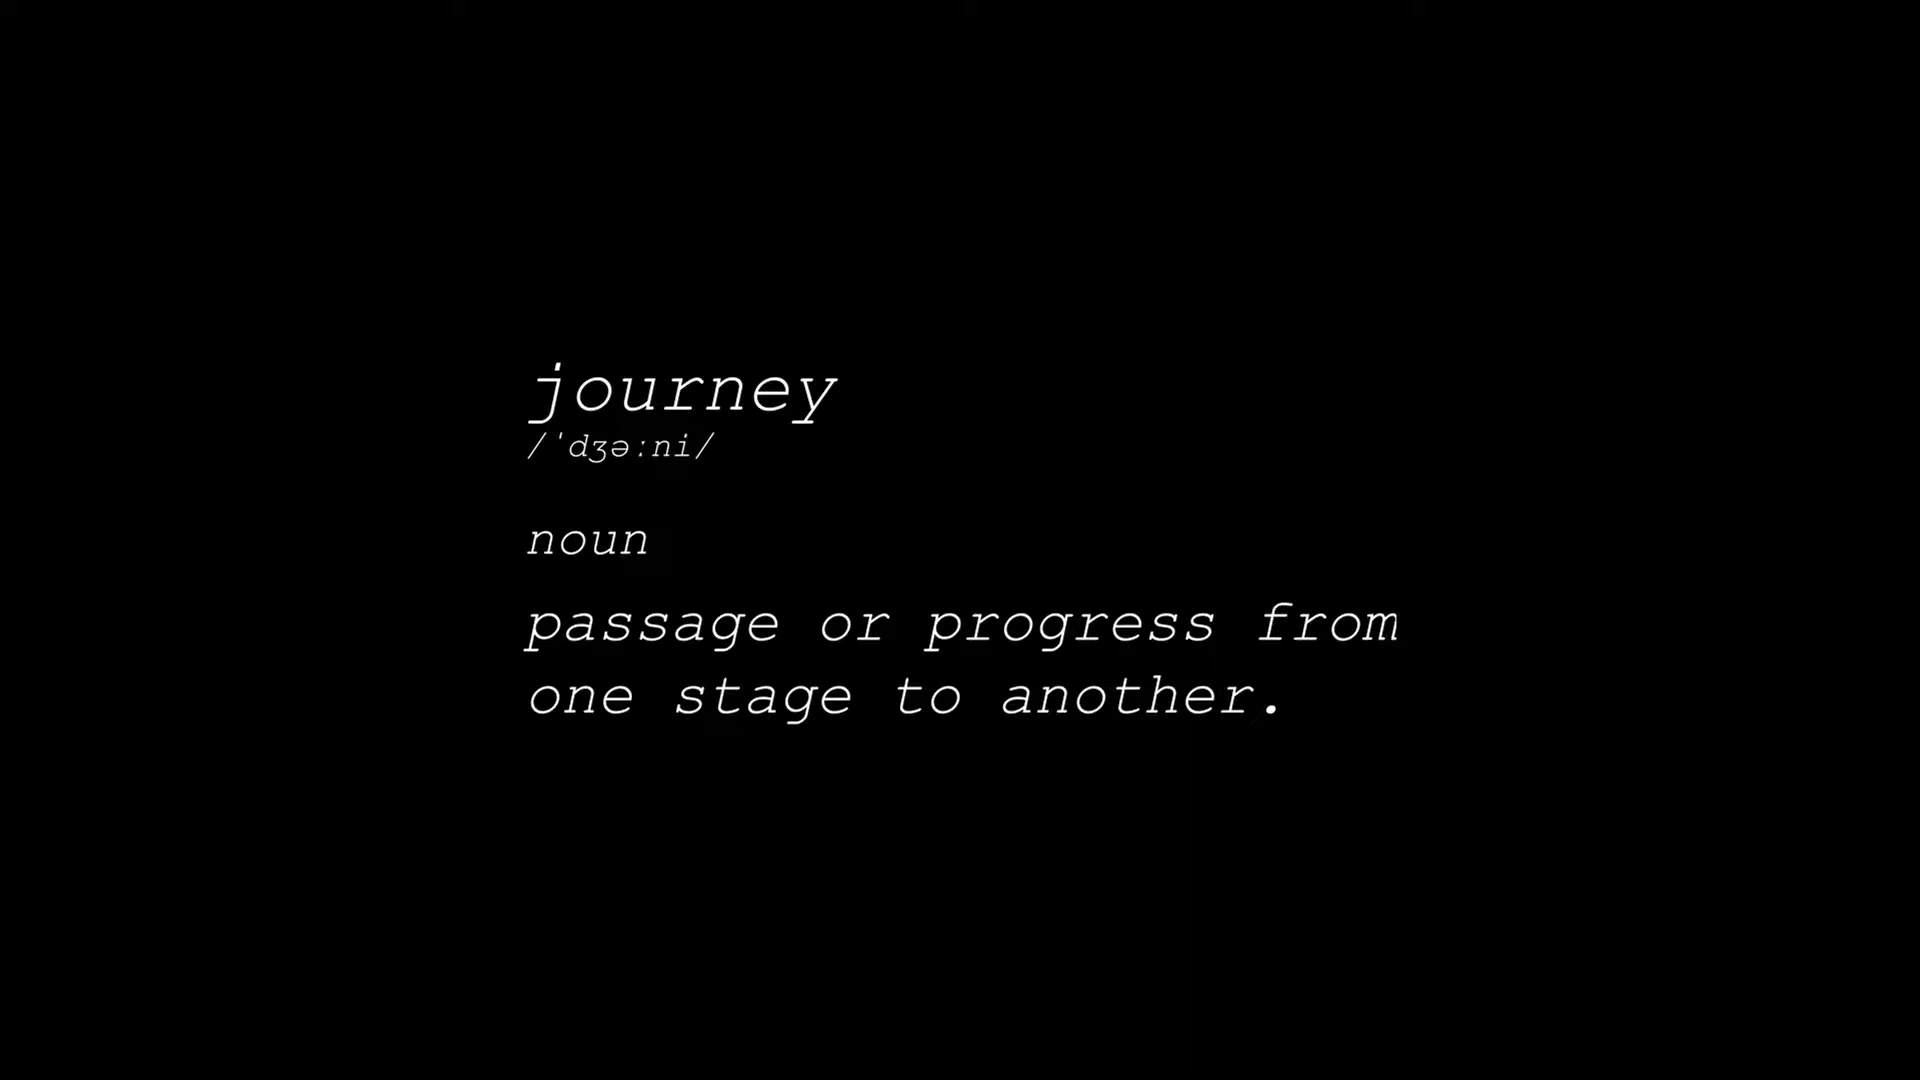 journey
/ˈdʒəːni/
noun
passage or progress from
one stage to another.